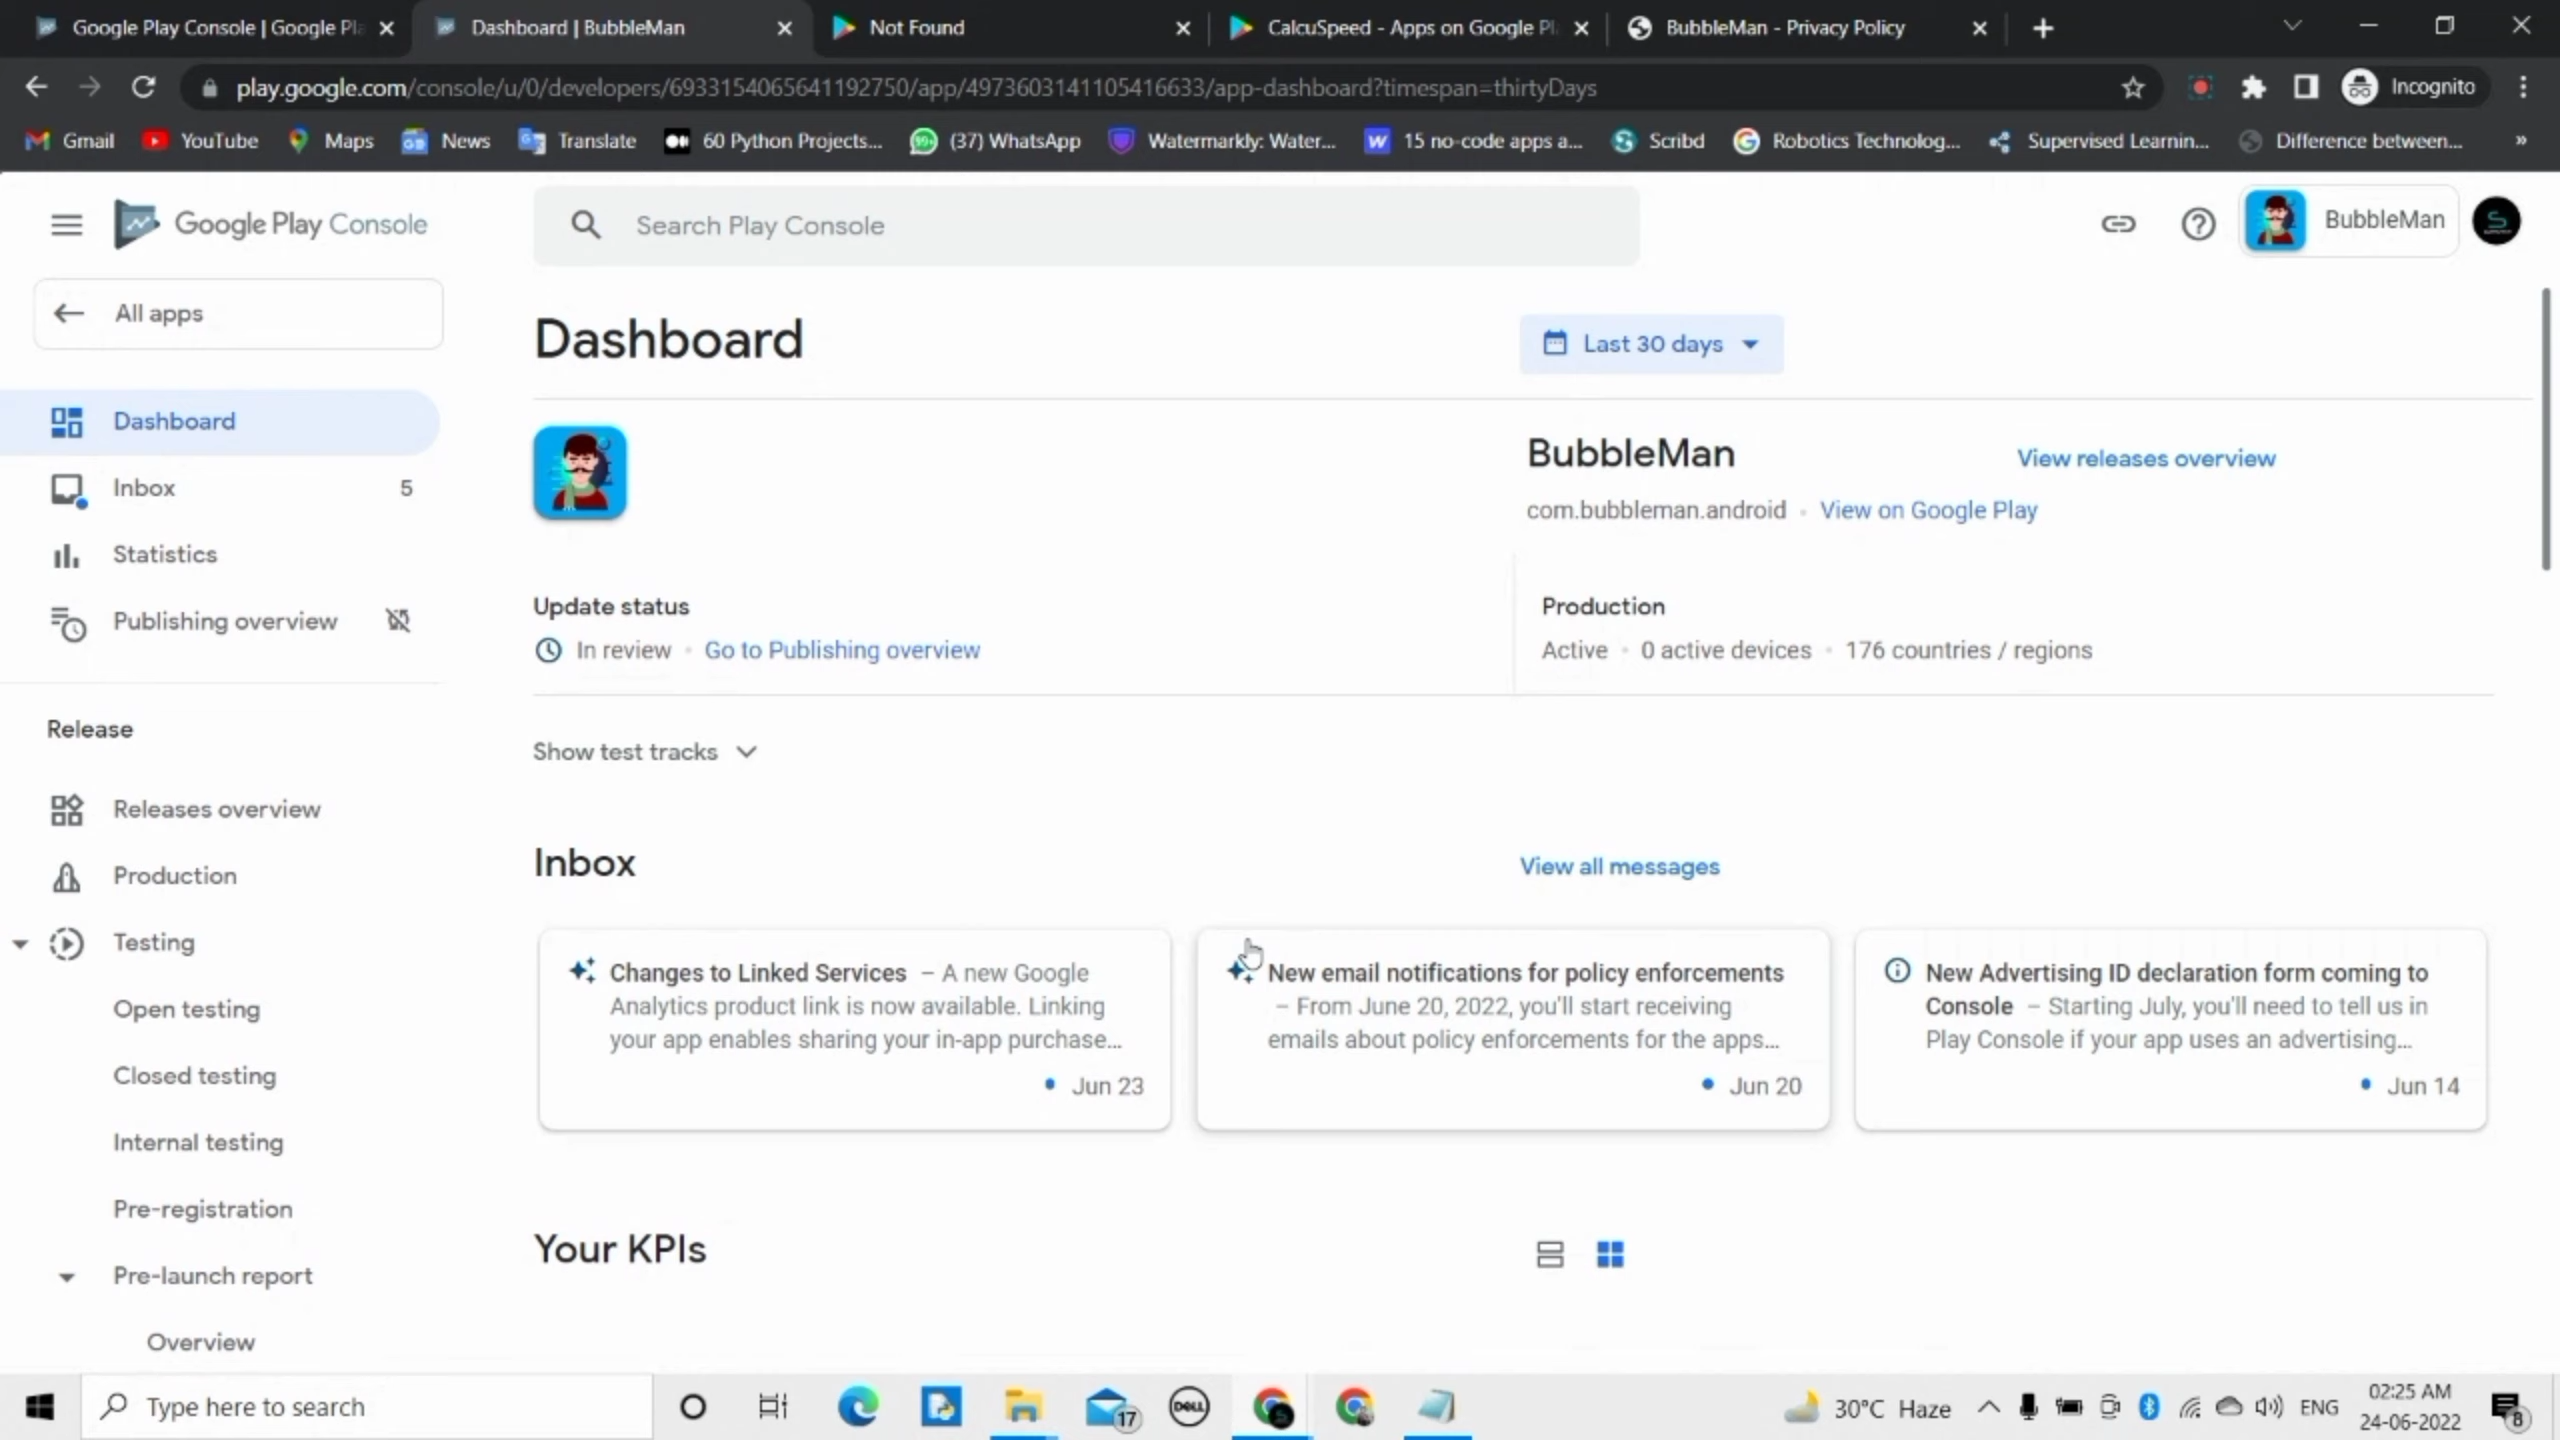 Google Play Console | Google Pla
Dashboard | BubbleMan
Not Found
CalcuSpeed - Apps on Google Pl
BubbleMan - Privacy Policy
play.google.com/console/u/0/developers/6933154065641192750/app/4973603141105416633/app-dashboard?timespan=thirtyDays
Incognito
Gmail
YouTube
Maps
News
Translate
60 Python Projects...
(37) WhatsApp
Watermarkly: Water...
15 no-code apps a...
Scribd
Robotics Technolog...
Supervised Learnin...
Difference between...
»
Google Play Console
Search Play Console
BubbleMan
All apps
Dashboard
Inbox 5
Statistics
Publishing overview
Release
Releases overview
Production
Testing
Open testing
Closed testing
Internal testing
Pre-registration
Pre-launch report
Overview
Dashboard
Last 30 days
BubbleMan
View releases overview
com.bubbleman.android • View on Google Play
Update status
In review • Go to Publishing overview
Production
Active • 0 active devices • 176 countries / regions
Show test tracks
Inbox
View all messages
Changes to Linked Services – A new Google
Analytics product link is now available. Linking
your app enables sharing your in-app purchase...
• Jun 23
New email notifications for policy enforcements
– From June 20, 2022, you'll start receiving
emails about policy enforcements for the apps...
• Jun 20
New Advertising ID declaration form coming to
Console – Starting July, you'll need to tell us in
Play Console if your app uses an advertising...
• Jun 14
Your KPIs
Type here to search
17
DELL
30°C Haze
ENG
02:25 AM
24-06-2022
8